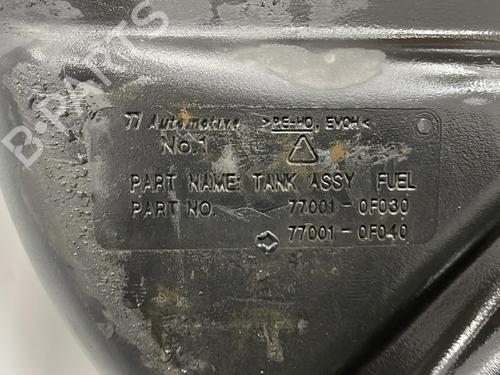 B-PARTS
TI Automotive >PE-HD, EVOH<
No.1
PART NAME: TANK ASSY FUEL
PART NO. 77001-0F030
77001-0F040